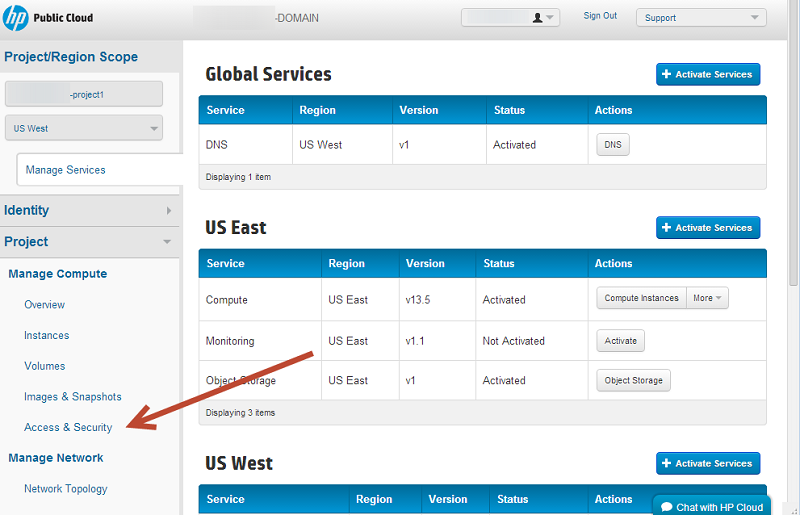 hp Public Cloud
-DOMAIN
Sign Out
Support
Project/Region Scope
-project1
US West
Manage Services
Identity
Project
Manage Compute
Overview
Instances
Volumes
Images & Snapshots
Access & Security
Manage Network
Network Topology
Global Services
+ Activate Services
Service Region Version Status Actions
DNS US West v1 Activated DNS
Displaying 1 item
US East
+ Activate Services
Service Region Version Status Actions
Compute US East v13.5 Activated Compute Instances More
Monitoring US East v1.1 Not Activated Activate
Object Storage US East v1 Activated Object Storage
Displaying 3 items
US West
+ Activate Services
Service Region Version Status Actions
Chat with HP Cloud